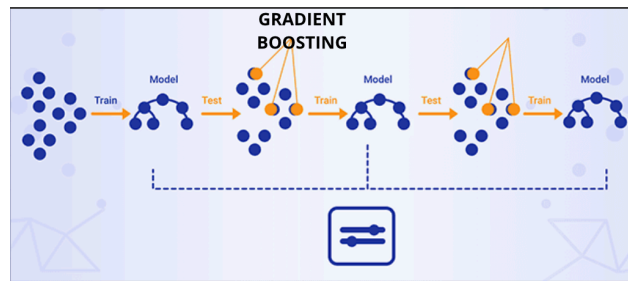 GRADIENT
BOOSTING
Model
Model
Model
Train
Test
Train
Test
Train